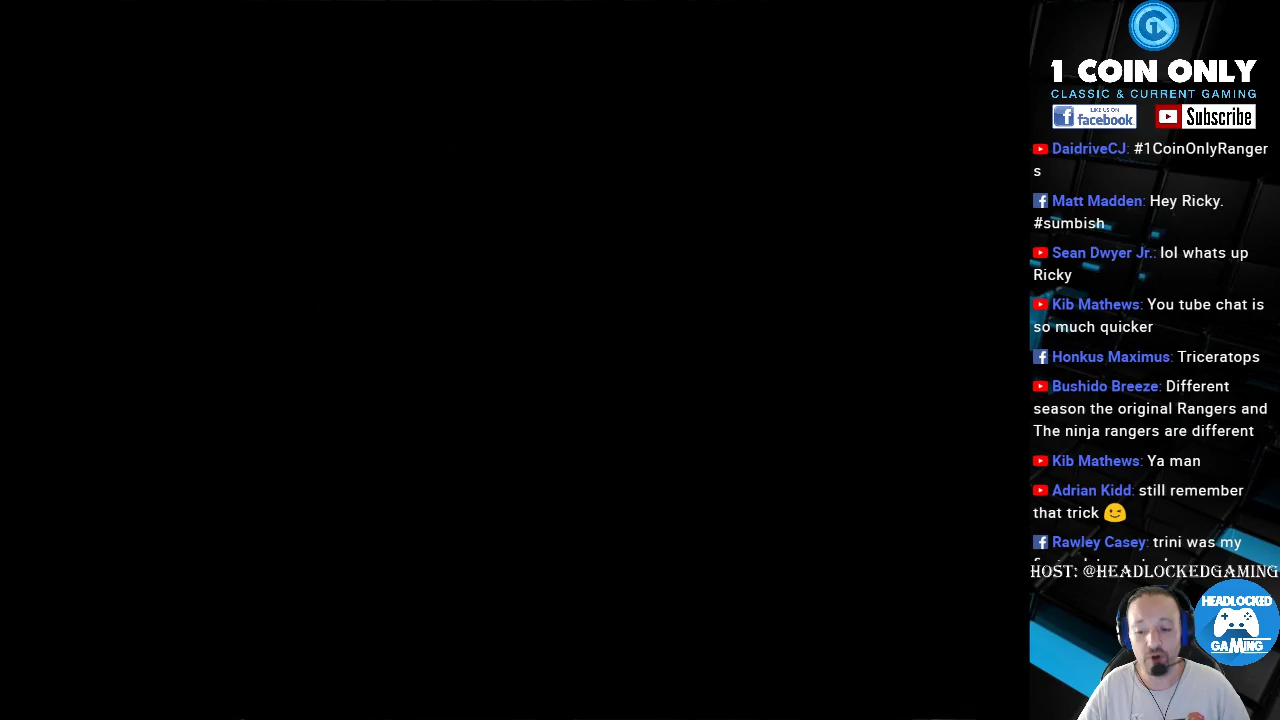 1 COIN ONLY
CLASSIC & CURRENT GAMING
LIKE US ON
facebook.
Subscribe
DaidriveCJ: #1CoinOnlyRanger
s
Matt Madden: Hey Ricky.
#sumbish
Sean Dwyer Jr.: lol whats up
Ricky
Kib Mathews: You tube chat is
so much quicker
Honkus Maximus: Triceratops
Bushido Breeze: Different
season the original Rangers and
The ninja rangers are different
Kib Mathews: Ya man
Adrian Kidd: still remember
that trick 😉
Rawley Casey: trini was my
HOST: @HEADLOCKEDGAMING
HEADLOCKED
GAMING